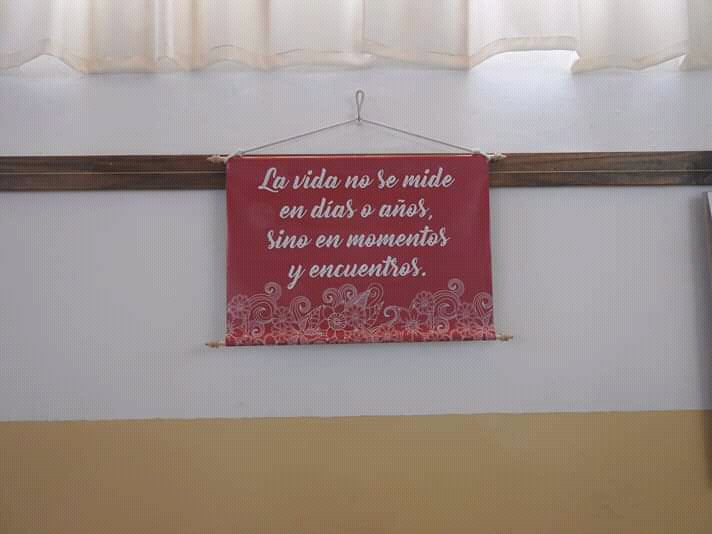 La vida no se mide
en días o años,
sino en momentos
y encuentros.